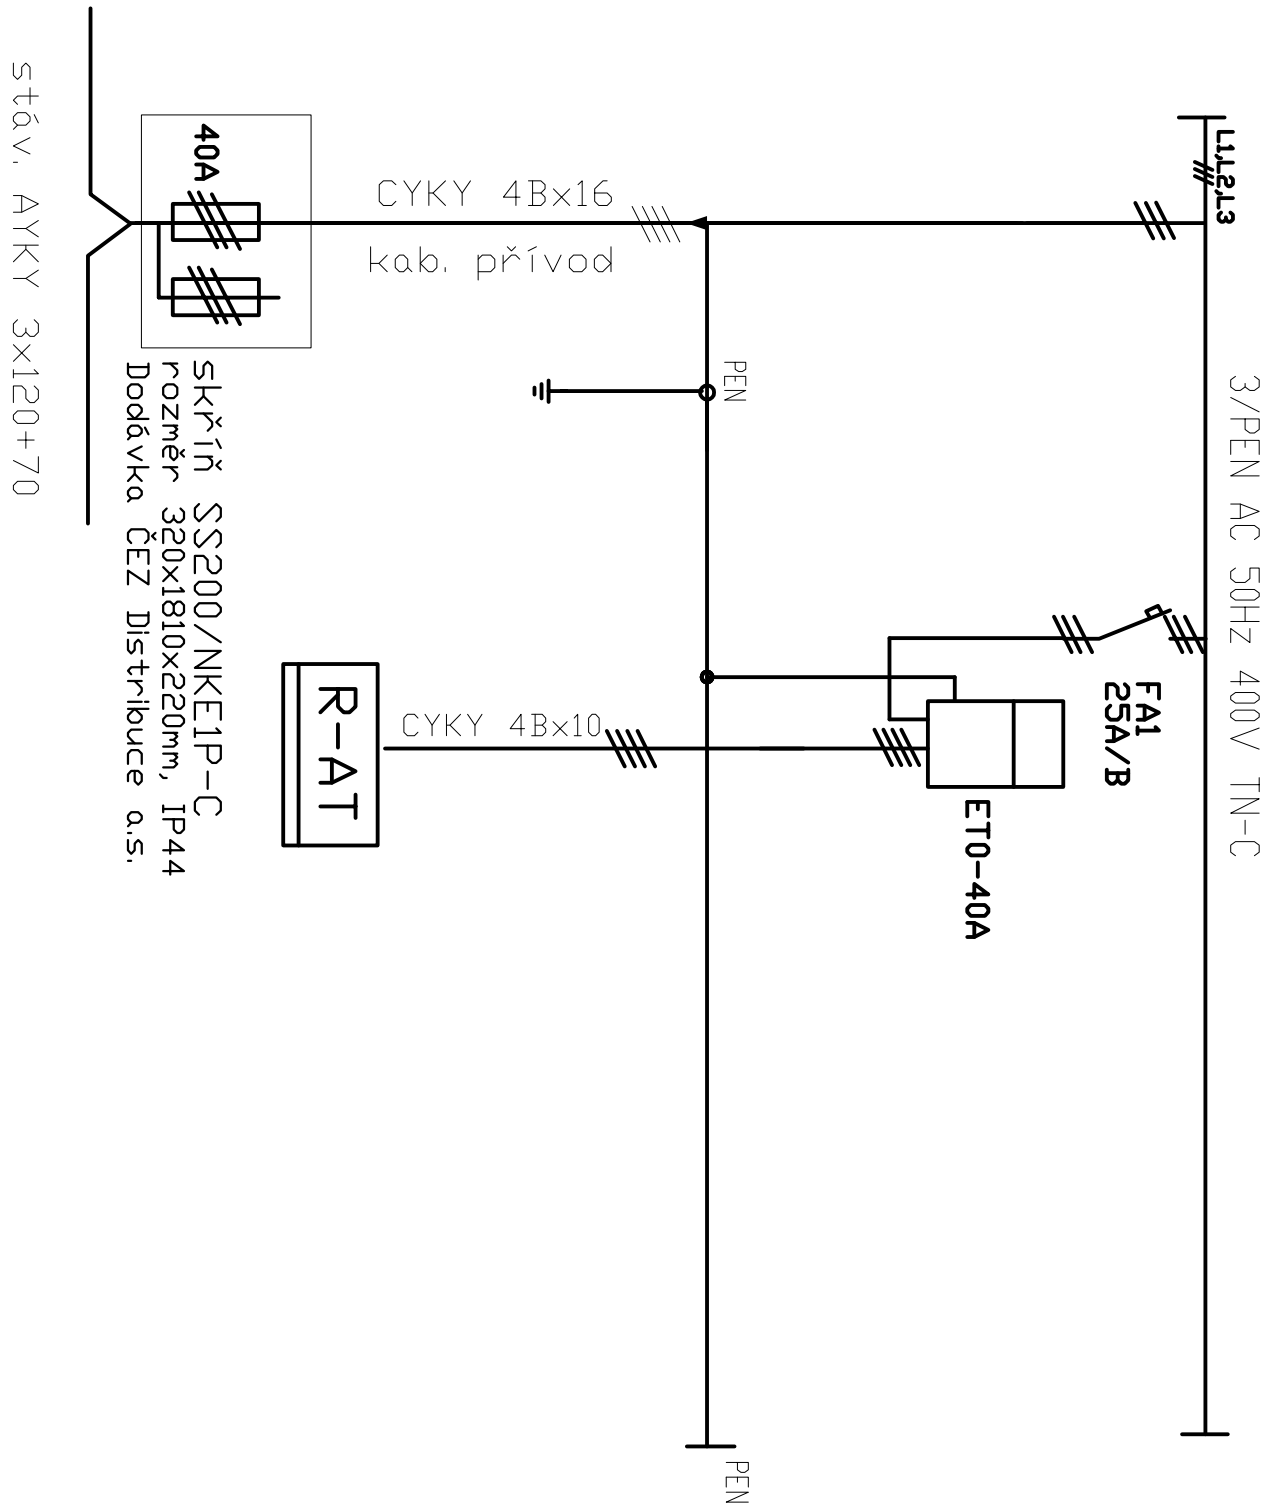 3/PEN AC 50Hz 400V TN-C
L1,L2,L3
FA1
25A/B
ET0-40A
PEN
PEN
CYKY 4Bx16
kab. přívod
CYKY 4Bx10
R-AT
40A
skříň SS200/NKE1P-C
rozměr 320x1810x220mm, IP44
Dodávka ČEZ Distribuce a.s.
stáv. AYKY 3x120+70